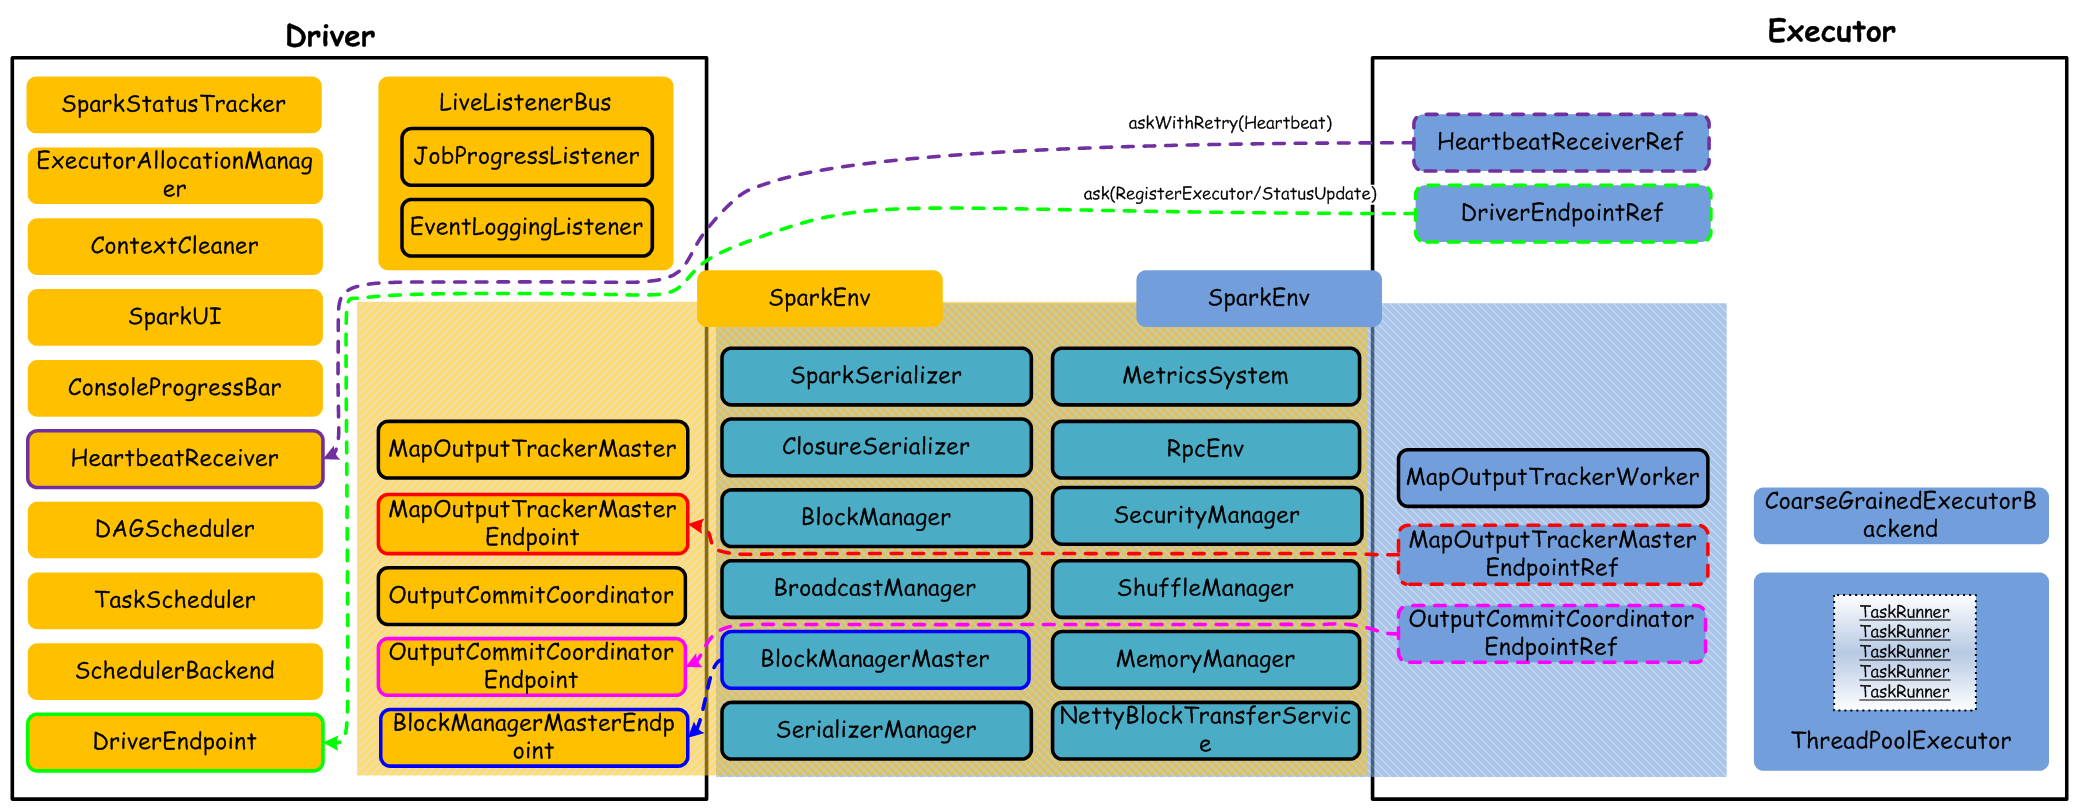 Driver
Executor
SparkStatusTracker
ExecutorAllocationManag
er
ContextCleaner
SparkUI
ConsoleProgressBar
HeartbeatReceiver
DAGScheduler
TaskScheduler
SchedulerBackend
DriverEndpoint
LiveListenerBus
JobProgressListener
EventLoggingListener
askWithRetry(Heartbeat)
ask(RegisterExecutor/StatusUpdate)
HeartbeatReceiverRef
DriverEndpointRef
SparkEnv
SparkEnv
MapOutputTrackerMaster
MapOutputTrackerMaster
Endpoint
OutputCommitCoordinator
OutputCommitCoordinator
Endpoint
BlockManagerMasterEndp
oint
SparkSerializer
ClosureSerializer
BlockManager
BroadcastManager
BlockManagerMaster
SerializerManager
MetricsSystem
RpcEnv
SecurityManager
ShuffleManager
MemoryManager
NettyBlockTransferServic
e
MapOutputTrackerWorker
MapOutputTrackerMaster
EndpointRef
OutputCommitCoordinator
EndpointRef
CoarseGrainedExecutorB
ackend
TaskRunner
TaskRunner
TaskRunner
TaskRunner
TaskRunner
ThreadPoolExecutor